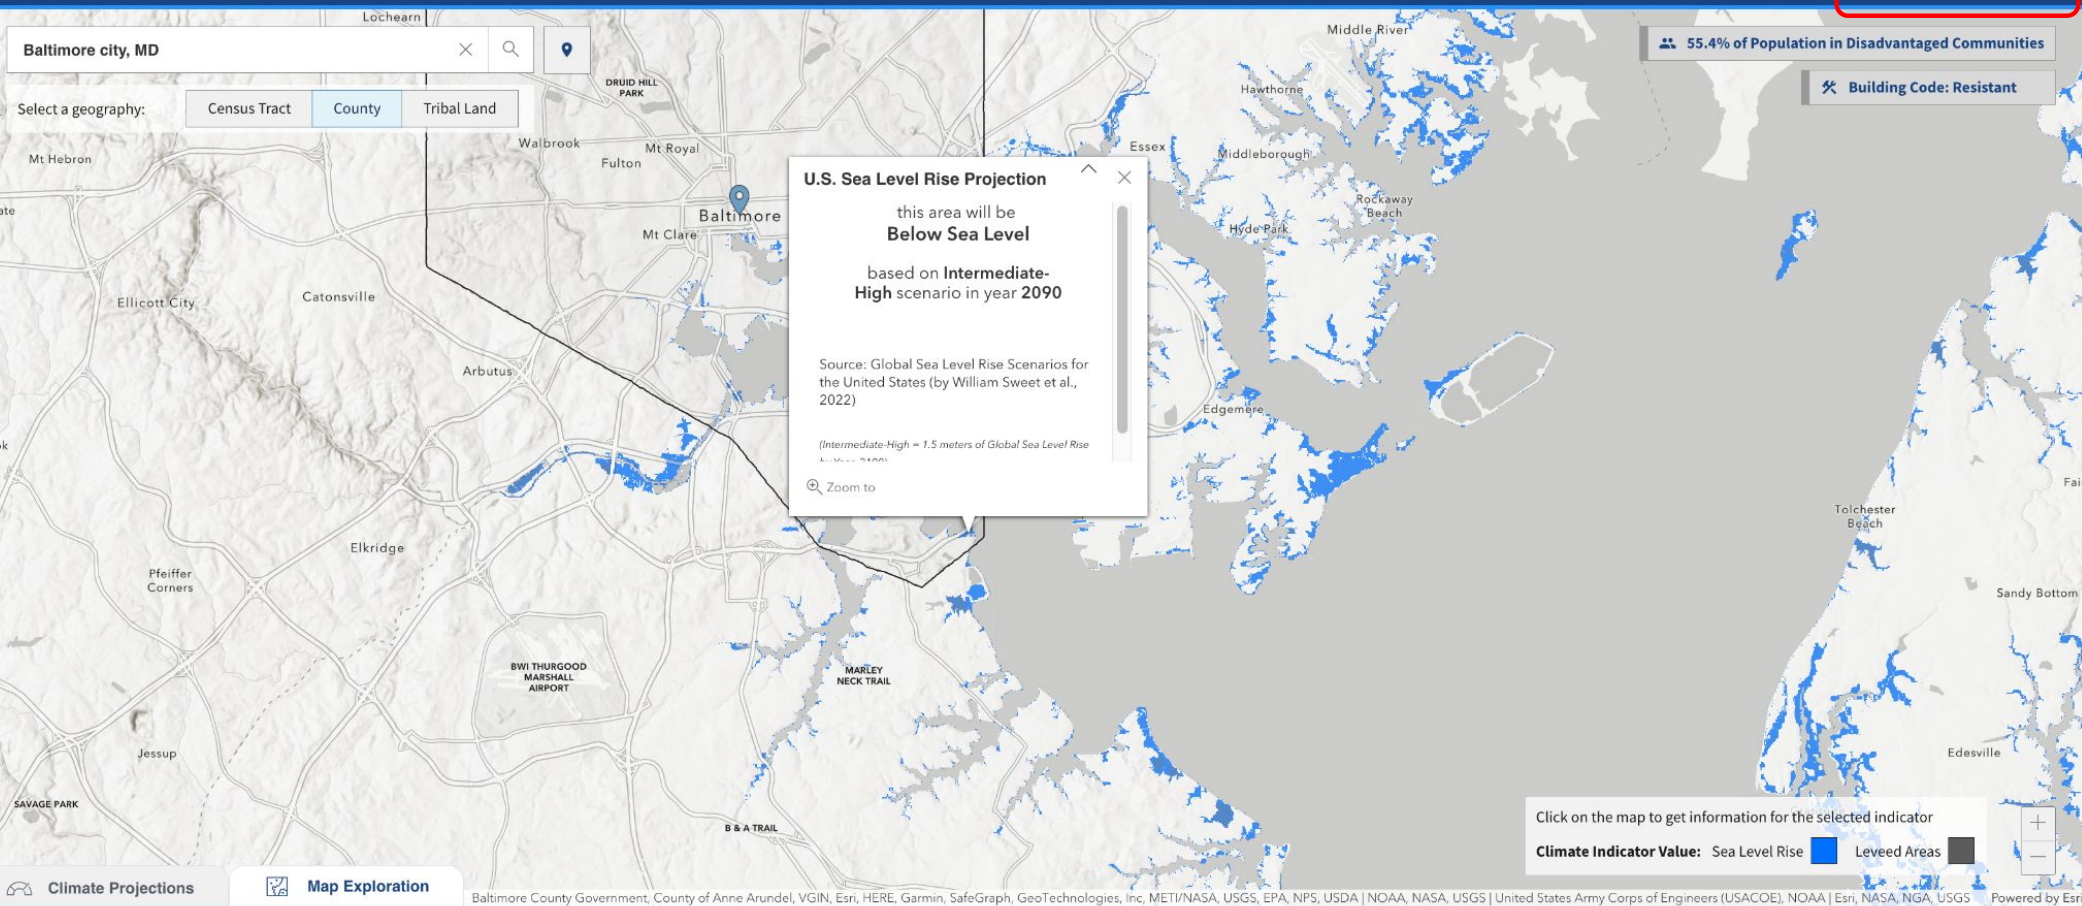 Lochearn
Middle River
Baltimore city, MD
55.4% of Population in Disadvantaged Communities
DRUID HILL
PARK
Hawthorne
Building Code: Resistant
Select a geography:
Census Tract
County
Tribal Land
Walbrook
Mt Royal
Essex
Middleborough
Mt Hebron
Fulton
U.S. Sea Level Rise Projection
this area will be
Below Sea Level
based on Intermediate-
High scenario in year 2090
Source: Global Sea Level Rise Scenarios for
the United States (by William Sweet et al.,
2022)
(Intermediate-High = 1.5 meters of Global Sea Level Rise
Zoom to
Rockaway
Beach
Baltimore
Mt Clare
Hyde Park
Ellicott City
Catonsville
Arbutus
Edgemere
Tolchester
Beach
Elkridge
Pfeiffer
Corners
Sandy Bottom
BWI THURGOOD
MARSHALL
AIRPORT
MARLEY
NECK TRAIL
Jessup
Edesville
SAVAGE PARK
B & A TRAIL
Click on the map to get information for the selected indicator
Climate Indicator Value: Sea Level Rise
Leveed Areas
Climate Projections
Map Exploration
Baltimore County Government, County of Anne Arundel, VGIN, Esri, HERE, Garmin, SafeGraph, GeoTechnologies, Inc, METI/NASA, USGS, EPA, NPS, USDA | NOAA, NASA, USGS | United States Army Corps of Engineers (USACOE), NOAA | Esri, NASA, NGA, USGS
Powered by Esri